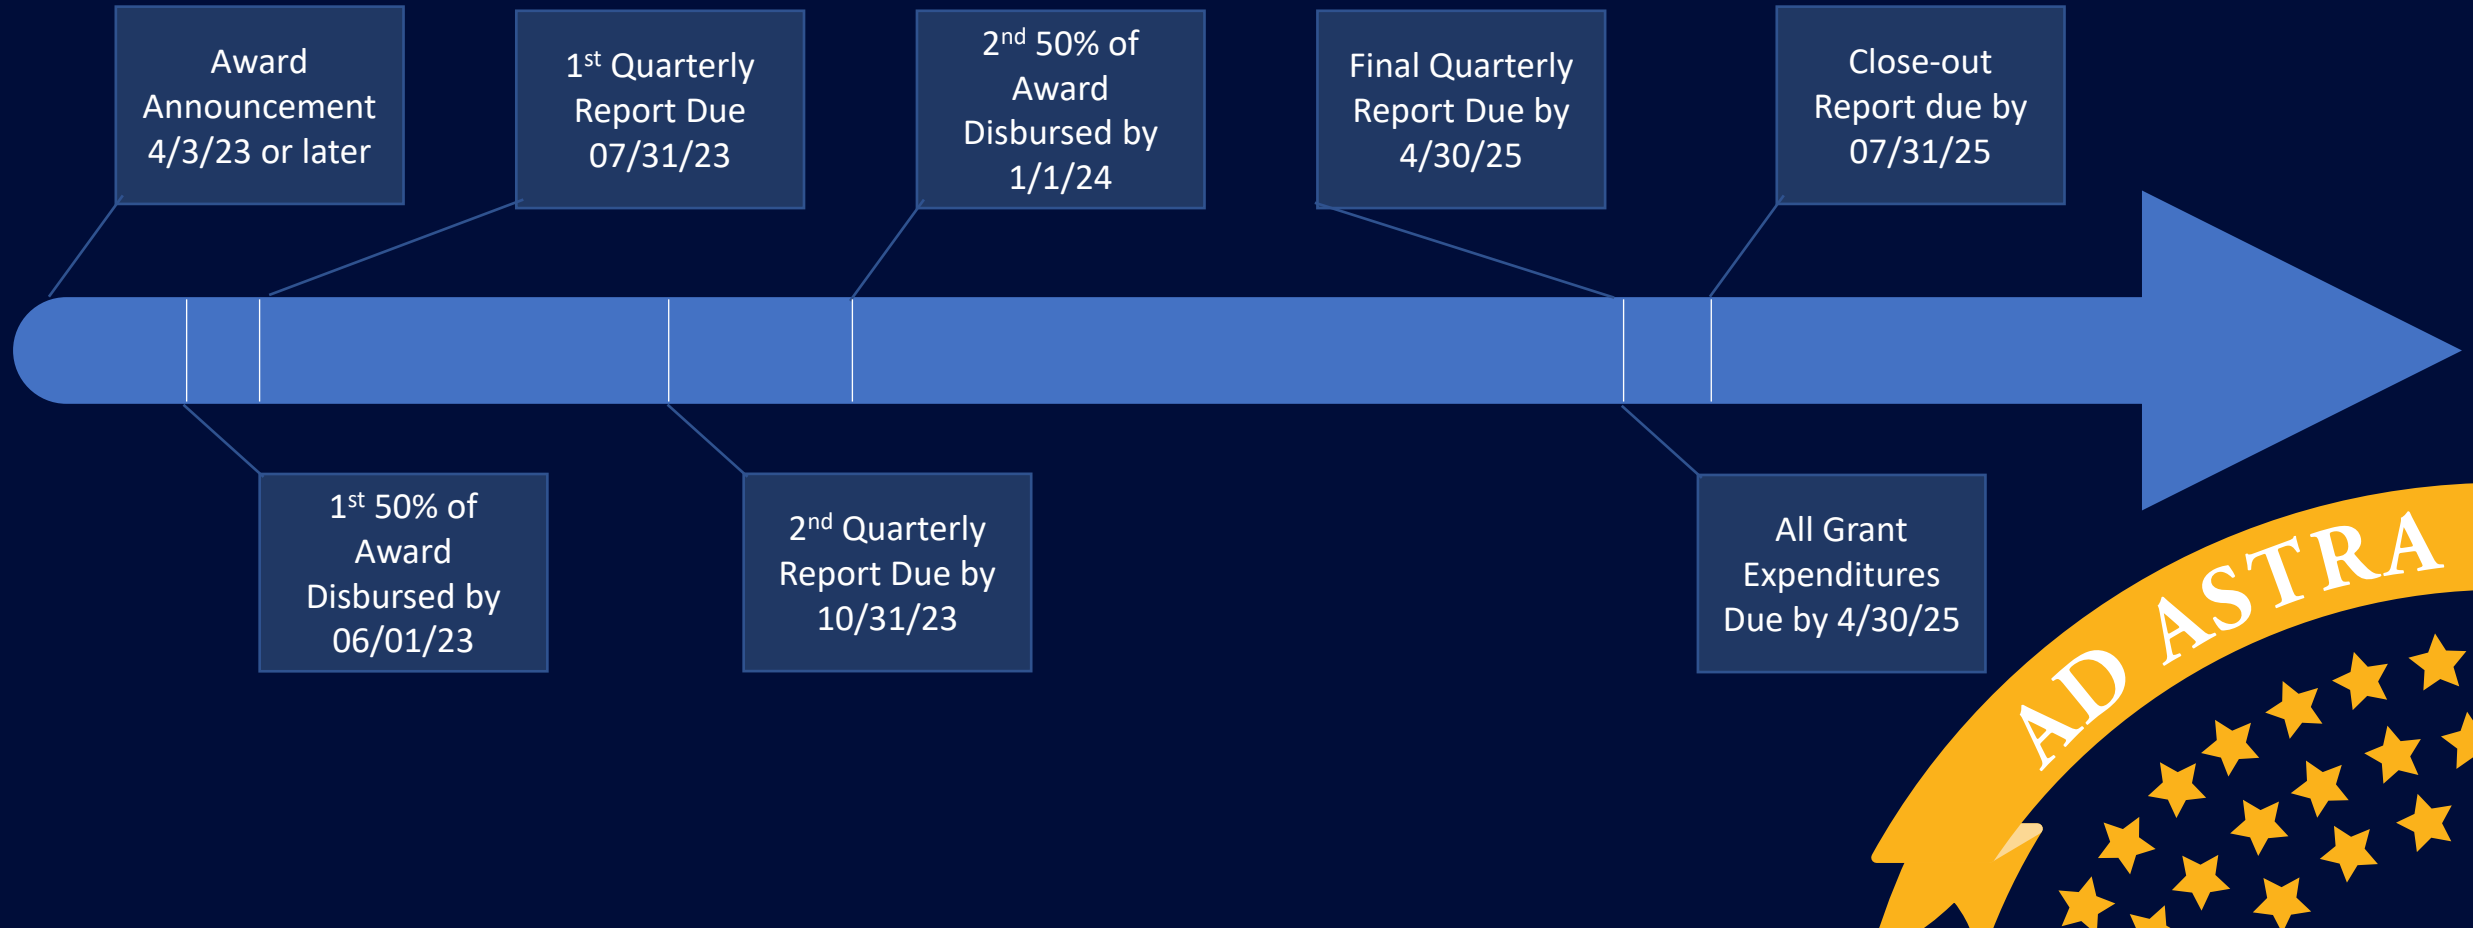 Award
Announcement
4/3/23 or later
1st Quarterly
Report Due
07/31/23
2nd 50% of
Award
Disbursed by
1/1/24
Final Quarterly
Report Due by
4/30/25
Close-out
Report due by
07/31/25
1st 50% of
Award
Disbursed by
06/01/23
2nd Quarterly
Report Due by
10/31/23
All Grant
Expenditures
Due by 4/30/25
AD ASTRA